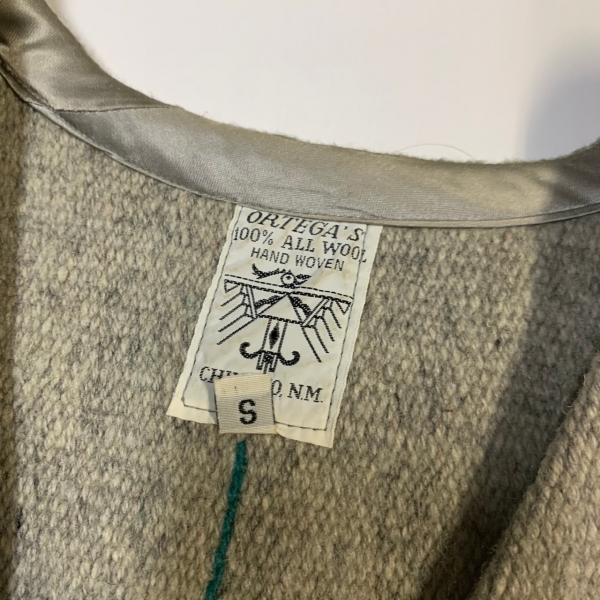 ORTEGA'S
100% ALL WOOL
HAND WOVEN
N.M.
S